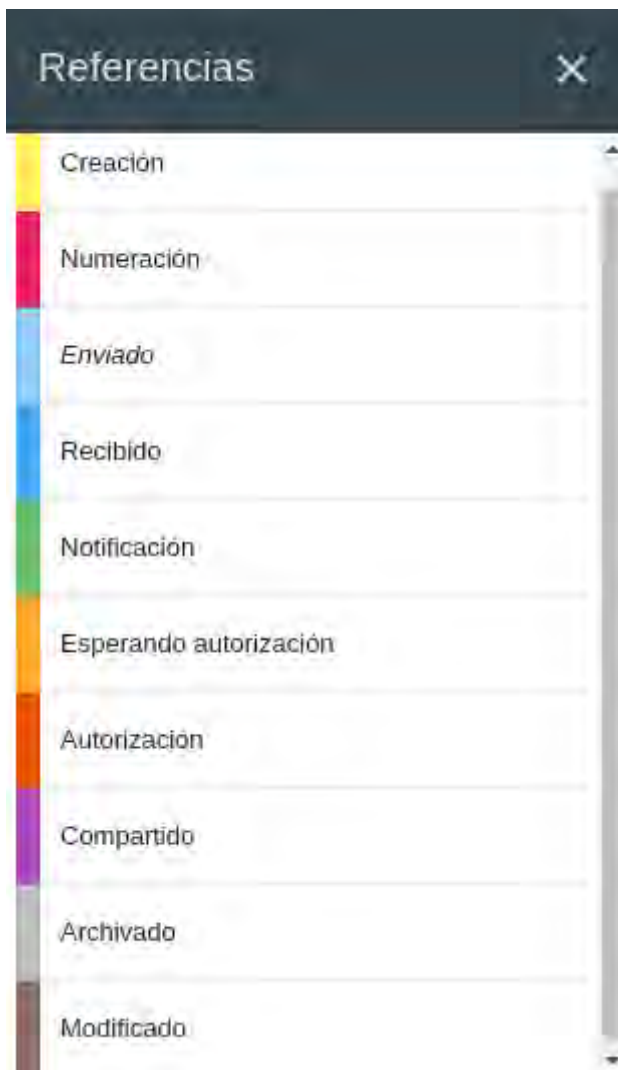 Referencias
Creación
Numeración
Enviado
Recibido
Notificación
Esperando autorización
Autorización
Compartido
Archivado
Modificado